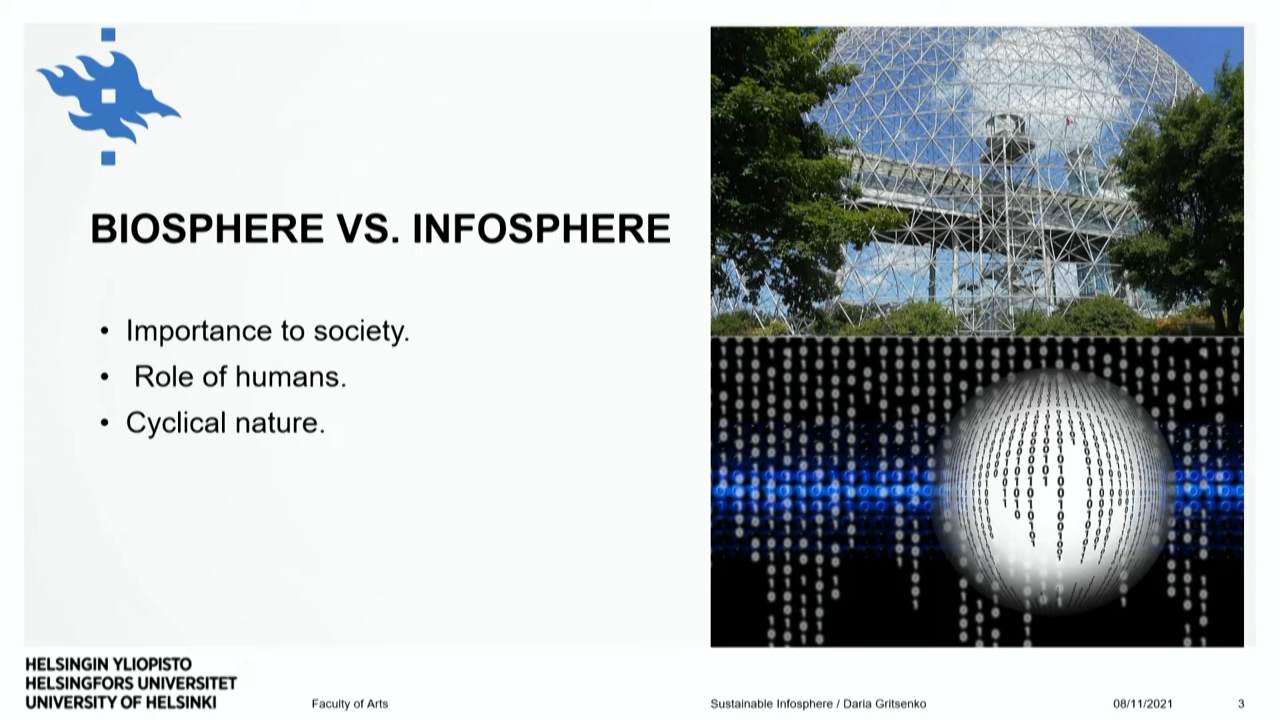 BIOSPHERE VS. INFOSPHERE
• Importance to society.
• Role of humans.
• Cyclical nature.
HELSINGIN YLIOPISTO
HELSINGFORS UNIVERSITET
UNIVERSITY OF HELSINKI
Faculty of Arts
Sustainable Infosphere / Daria Gritsenko
08/11/2021
3